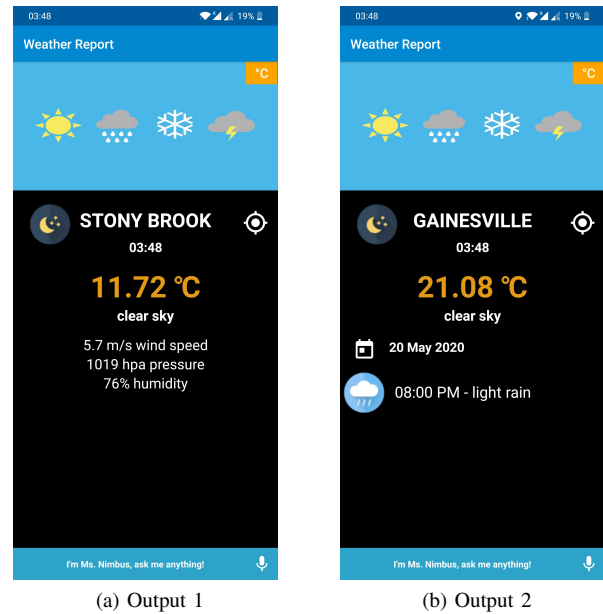 03:48
19%
Weather Report
°C
STONY BROOK
03:48
11.72 °C
clear sky
5.7 m/s wind speed
1019 hpa pressure
76% humidity
I'm Ms. Nimbus, ask me anything!
(a) Output 1
03:48
19%
Weather Report
°C
GAINESVILLE
03:48
21.08 °C
clear sky
20 May 2020
08:00 PM - light rain
I'm Ms. Nimbus, ask me anything!
(b) Output 2